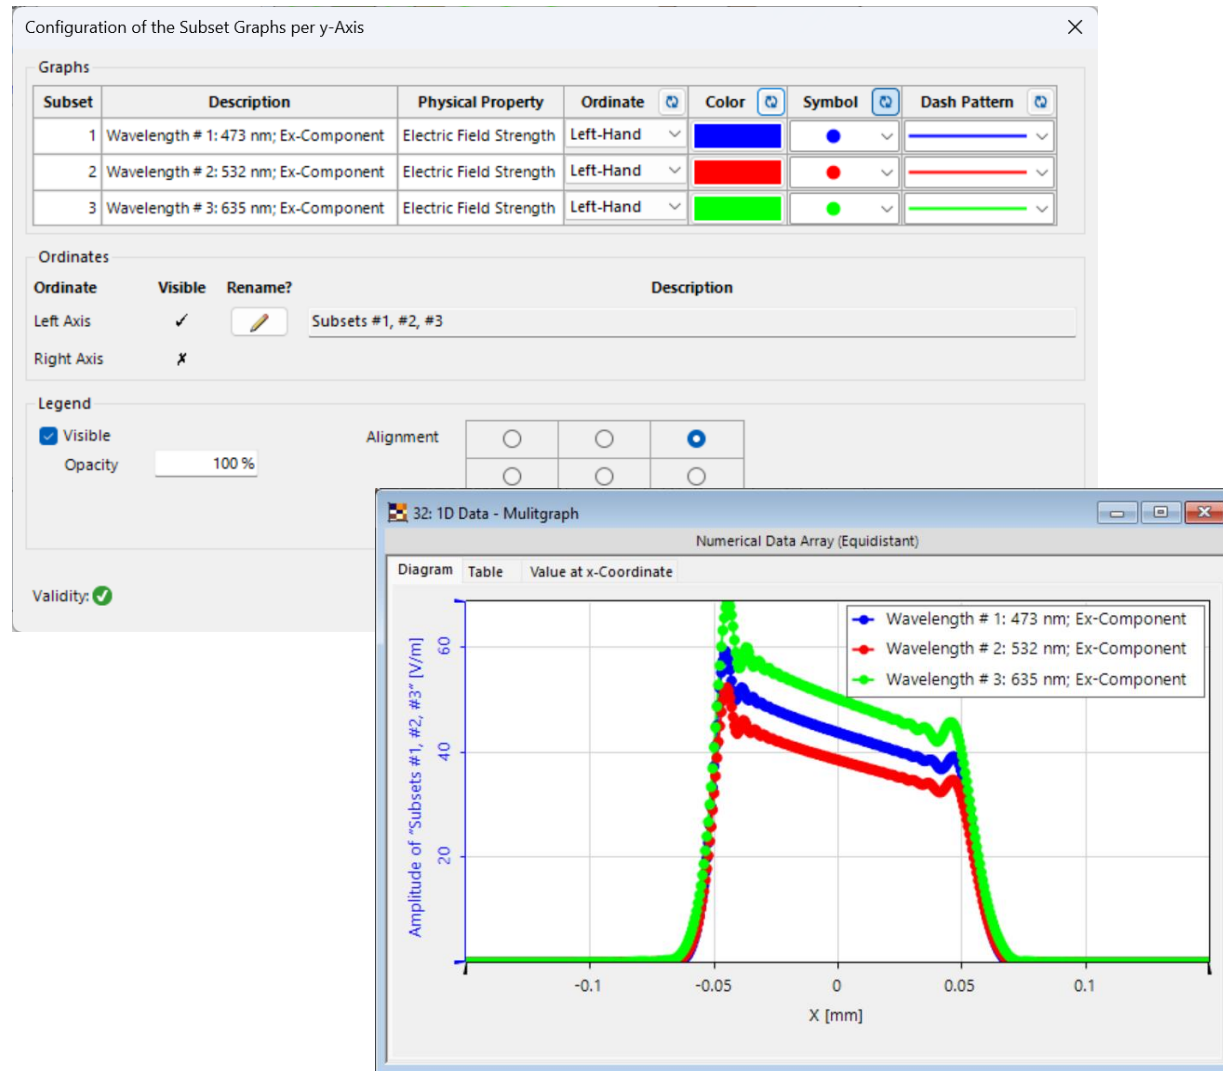 Configuration of the Subset Graphs per y-Axis
Graphs
Subset Description Physical Property Ordinate Color Symbol Dash Pattern
1 Wavelength # 1: 473 nm; Ex-Component Electric Field Strength Left-Hand
2 Wavelength # 2: 532 nm; Ex-Component Electric Field Strength Left-Hand
3 Wavelength # 3: 635 nm; Ex-Component Electric Field Strength Left-Hand
Ordinates
Ordinate Visible Rename? Description
Left Axis ✓ Subsets #1, #2, #3
Right Axis ✗
Legend
Visible Alignment
Opacity 100 %
Validity:
32: 1D Data - Mulitgraph
Numerical Data Array (Equidistant)
Diagram Table Value at x-Coordinate
Wavelength # 1: 473 nm; Ex-Component
Wavelength # 2: 532 nm; Ex-Component
Wavelength # 3: 635 nm; Ex-Component
Amplitude of "Subsets #1, #2, #3" [V/m]
60
40
20
-0.1 -0.05 0 0.05 0.1
X [mm]